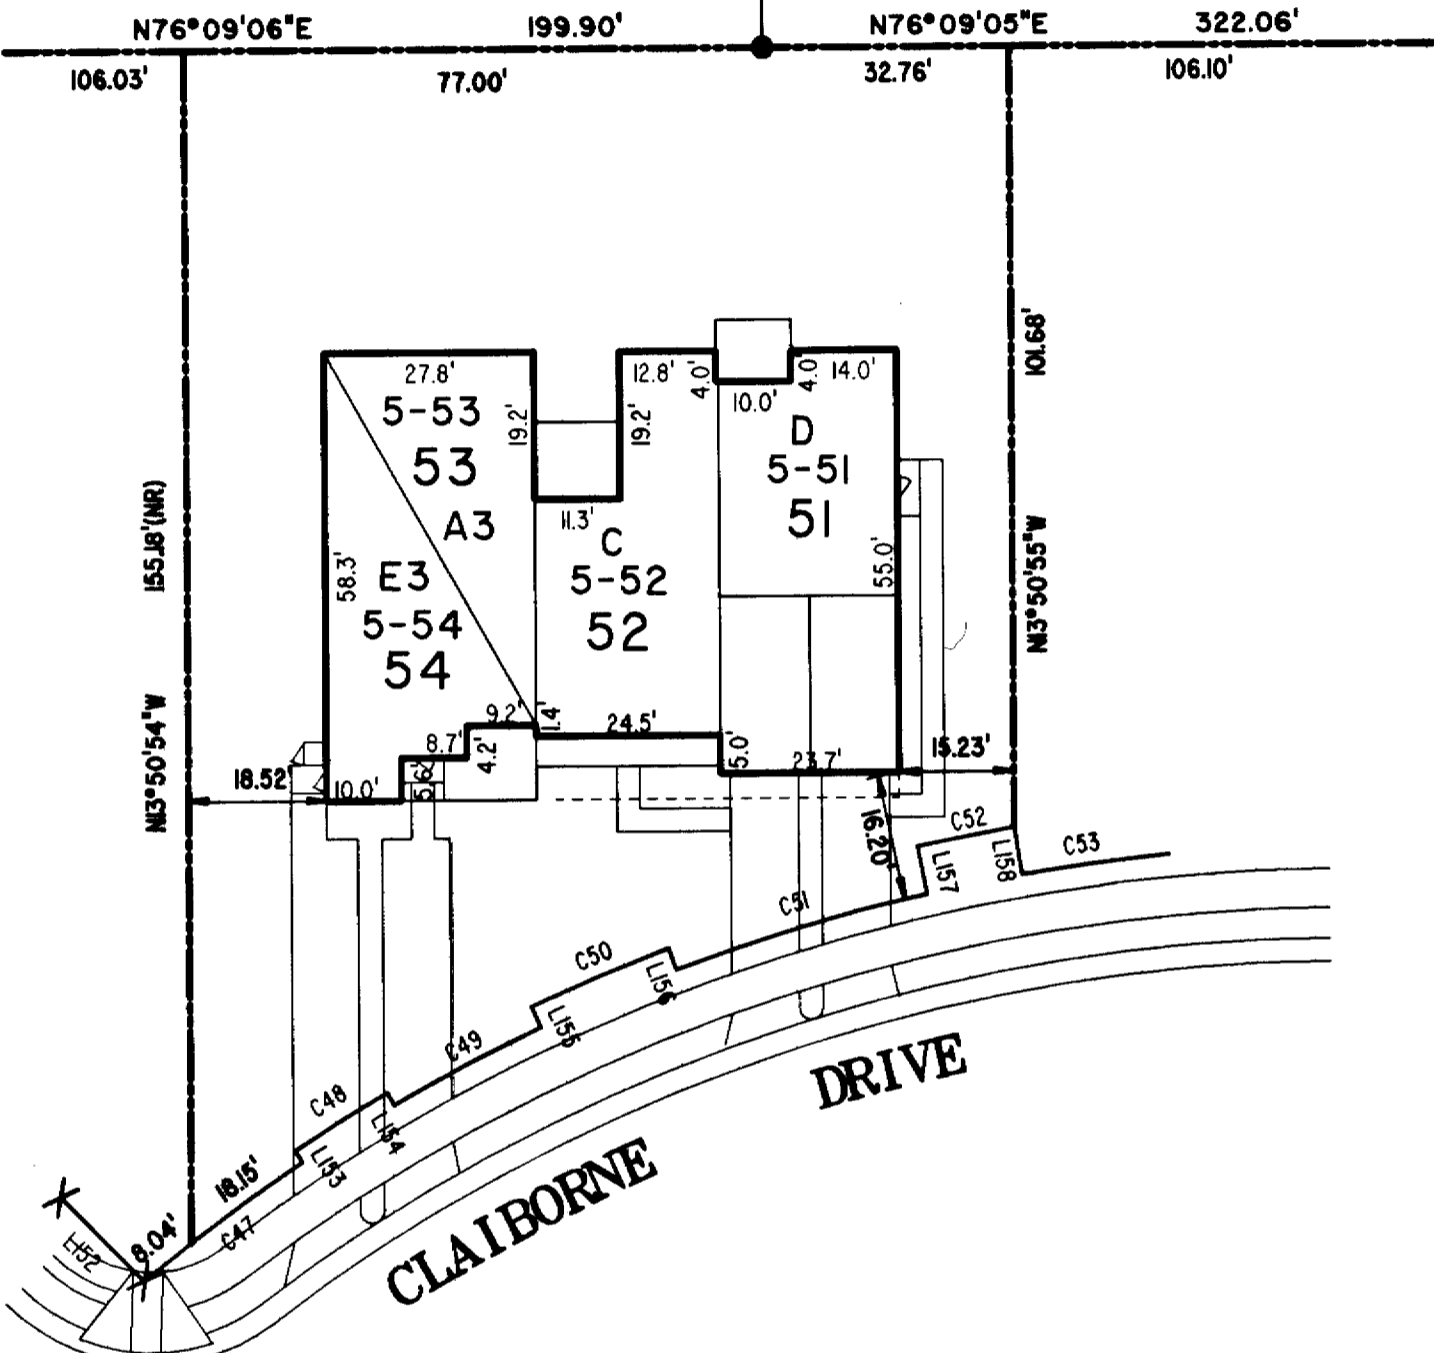 N76°09'06"E 199.90' N76°09'05"E 322.06'
106.03' 77.00' 32.76' 106.10'
101.68'
27.8' 12.8' 4.0' 10.0' 4.0' 14.0'
5-53
53
A3
19.2'
19.2'
11.3'
D
5-51
51
C
5-52
52
E3
5-54
54
58.3'
55.0'
155.18'(NR)
N13°50'54"W
N13°50'55"W
9.2'
1.4'
24.5'
8.7'
4.2'
5.0'
23.7'
15.23'
18.52'
10.0'
5.6'
16.20'
C52
L157
L158
C53
C51
C50
L156
L155
C49
C48
L154
L153
18.15'
C47
8.04'
L152
CLAIBORNE DRIVE